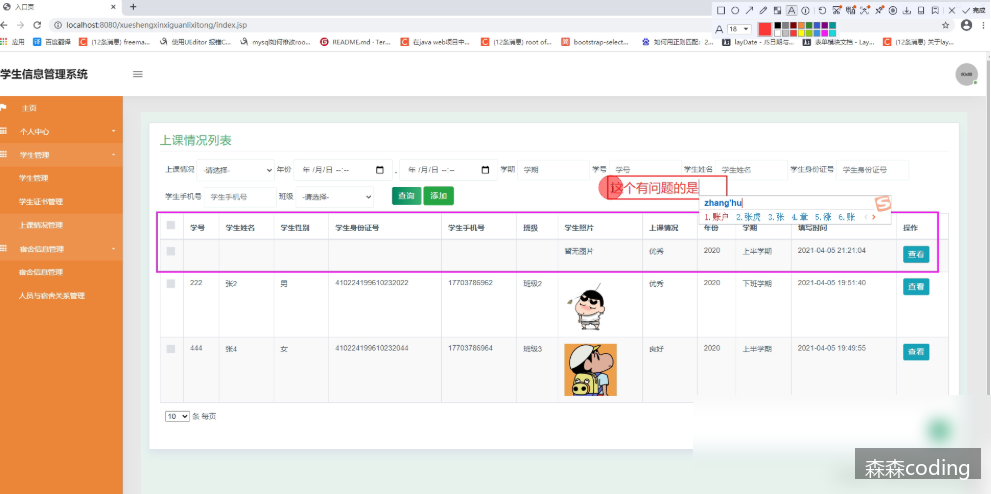 入口页
localhost:8080/xueshengxinxiguanlixitong/index.jsp
完成
应用 百度翻译 (12条消息) freema... 使用UEditor 报错C... mysql如何修改roo... README.md · Ter... 在java web项目中... (12条消息) root of... bootstrap-select... 如何用正则匹配：2... layDate - JS日期与... 表单模块文档 - Lay... (12条消息) 关于lay...
A 18
学生信息管理系统
主页
个人中心
学生管理
学生管理
学生证书管理
上课情况管理
宿舍信息管理
宿舍信息管理
人员与宿舍关系管理
上课情况列表
上课情况 -请选择- 年份 年 /月/日 --:-- - 年 /月/日 --:-- 学期 学期 学号 学号 学生姓名 学生姓名 学生身份证号 学生身份证号
这个有问题的是
学生手机号 学生手机号 班级 -请选择- 查询 添加
zhang'hu
1.账户 2.张虎 3.张 4.章 5.涨 6.账
学号 学生姓名 学生性别 学生身份证号 学生手机号 班级 学生照片 上课情况 年份 学期 填写时间 操作
暂无图片 优秀 2020 上半学期 2021-04-05 21:21:04 查看
222 张2 男 410224199610232022 17703786962 班级2 优秀 2020 下班学期 2021-04-05 19:51:40 查看
444 张4 女 410224199610232044 17703786964 班级3 良好 2020 上半学期 2021-04-05 19:49:55 查看
10 条 每页
森森coding